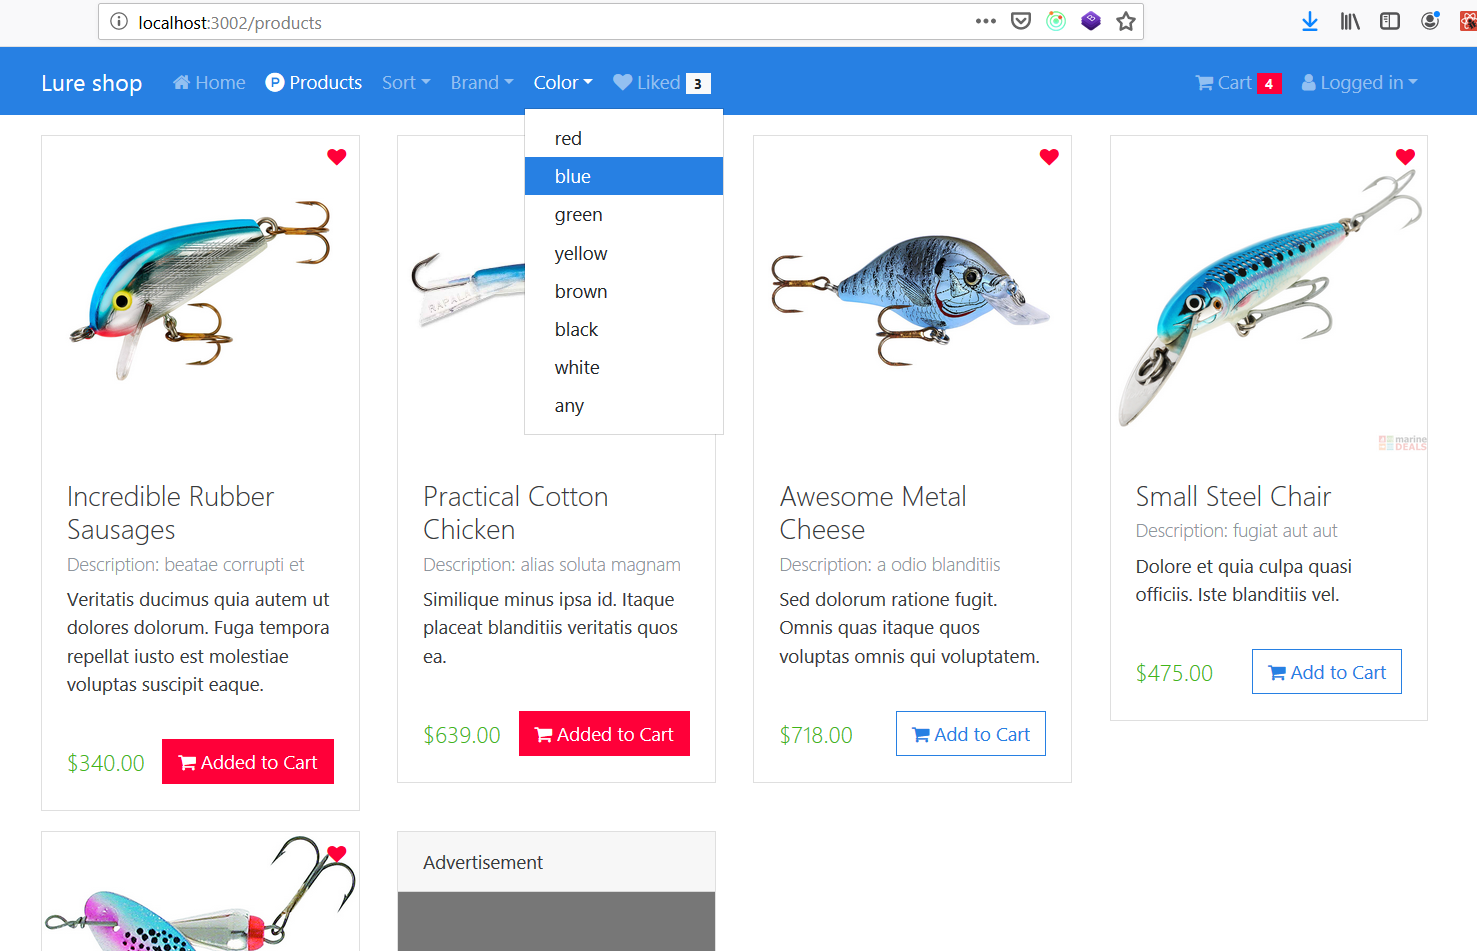 localhost:3002/products
Lure shop Home Products Sort Brand Color Liked 3 Cart 4 Logged in
red
blue
green
yellow
brown
black
white
any
RAPALA
marine
DEALS
Incredible Rubber
Sausages
Description: beatae corrupti et
Veritatis ducimus quia autem ut
dolores dolorum. Fuga tempora
repellat iusto est molestiae
voluptas suscipit eaque.
$340.00 Added to Cart
Practical Cotton
Chicken
Description: alias soluta magnam
Similique minus ipsa id. Itaque
placeat blanditiis veritatis quos
ea.
$639.00 Added to Cart
Awesome Metal
Cheese
Description: a odio blanditiis
Sed dolorum ratione fugit.
Omnis quas itaque quos
voluptas omnis qui voluptatem.
$718.00 Add to Cart
Small Steel Chair
Description: fugiat aut aut
Dolore et quia culpa quasi
officiis. Iste blanditiis vel.
$475.00 Add to Cart
Advertisement